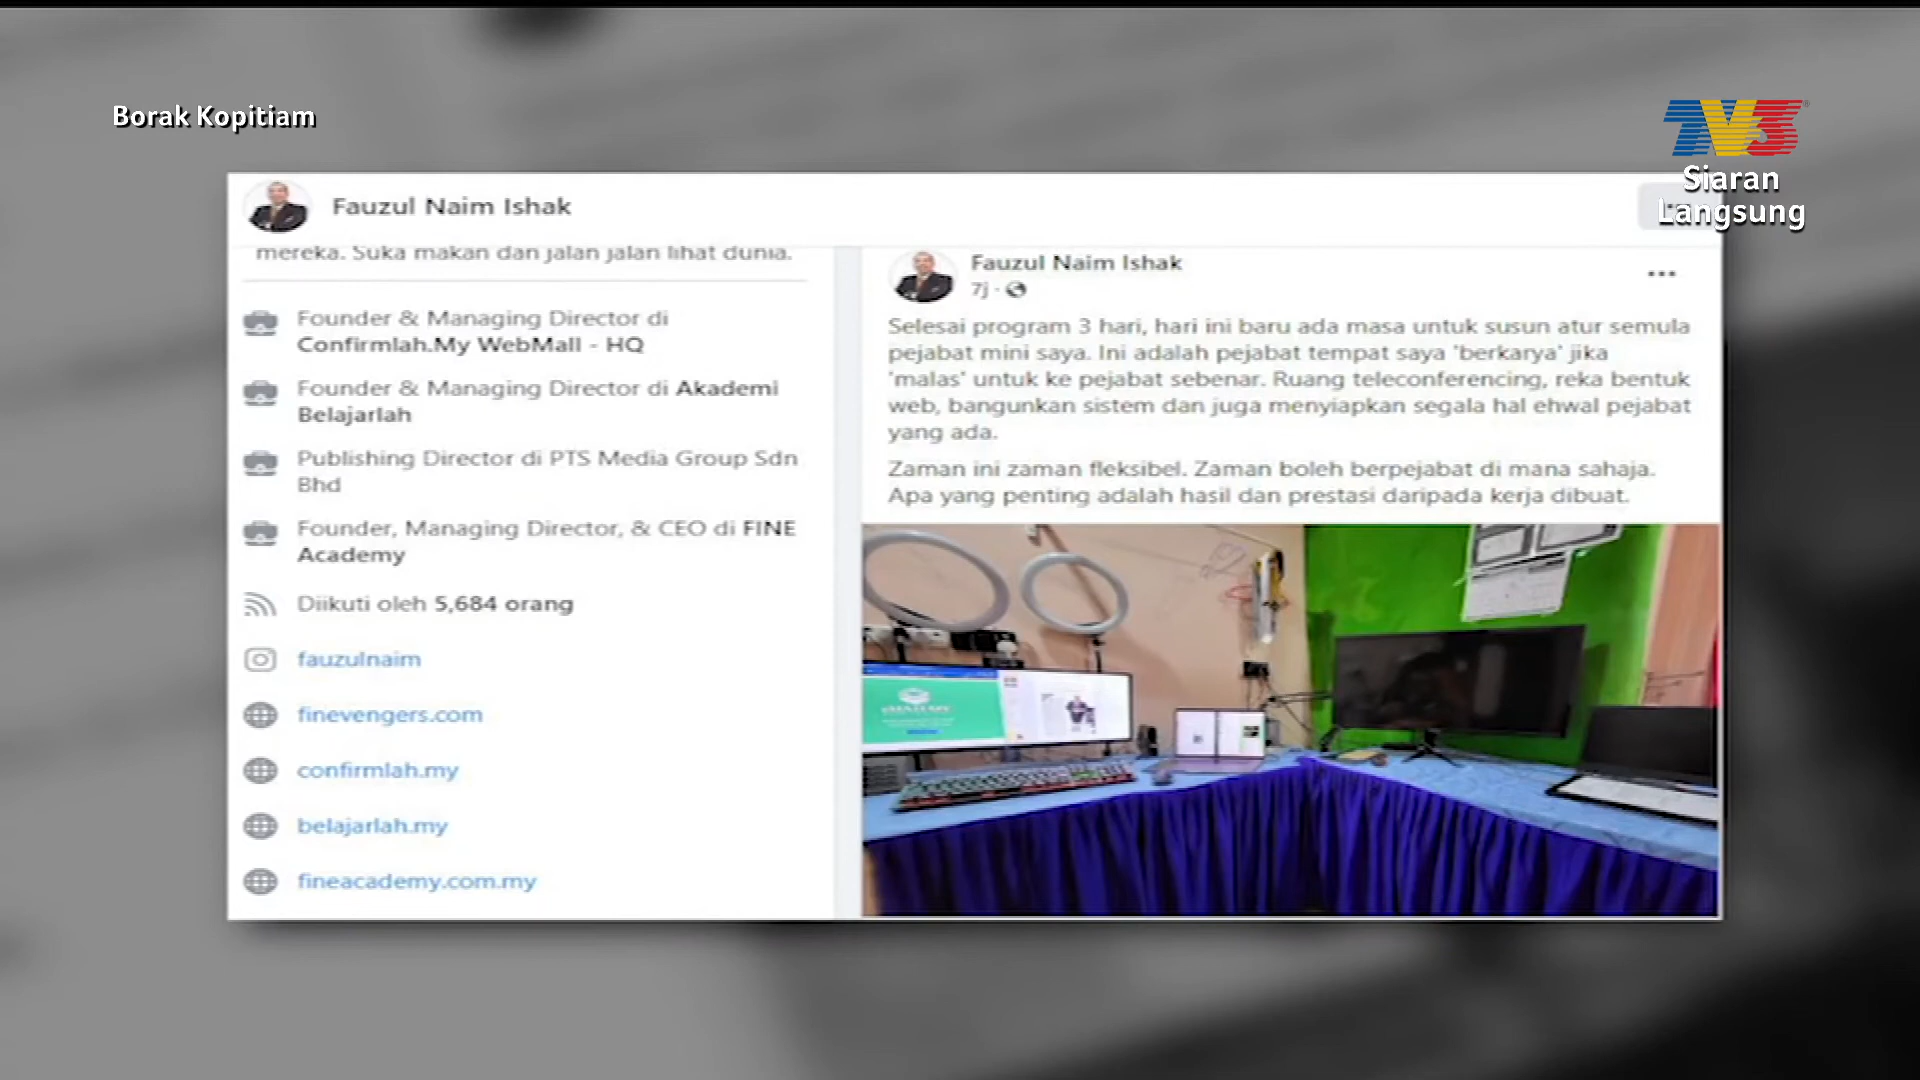 Borak Kopitiam
TV3
Siaran
Langsung
Fauzul Naim Ishak
mereka. Suka makan dan jalan jalan lihat dunia.
Founder & Managing Director di
Confirmlah.My WebMall - HQ
Founder & Managing Director di Akademi
Belajarlah
Publishing Director di PTS Media Group Sdn
Bhd
Founder, Managing Director, & CEO di FINE
Academy
Diikuti oleh 5,684 orang
fauzulnaim
finevengers.com
confirmlah.my
belajarlah.my
fineacademy.com.my
Fauzul Naim Ishak
7j ·
Selesai program 3 hari, hari ini baru ada masa untuk susun atur semula
pejabat mini saya. Ini adalah pejabat tempat saya 'berkarya' jika
'malas' untuk ke pejabat sebenar. Ruang teleconferencing, reka bentuk
web, bangunkan sistem dan juga menyiapkan segala hal ehwal pejabat
yang ada.
Zaman ini zaman fleksibel. Zaman boleh berpejabat di mana sahaja.
Apa yang penting adalah hasil dan prestasi daripada kerja dibuat.